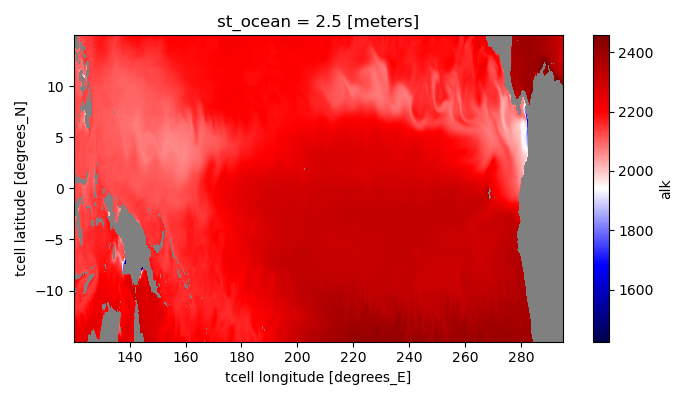 st_ocean = 2.5 [meters]
tcell latitude [degrees_N]
10
5
0
−5
−10
140 160 180 200 220 240 260 280
tcell longitude [degrees_E]
2400
2200
2000
1800
1600
alk